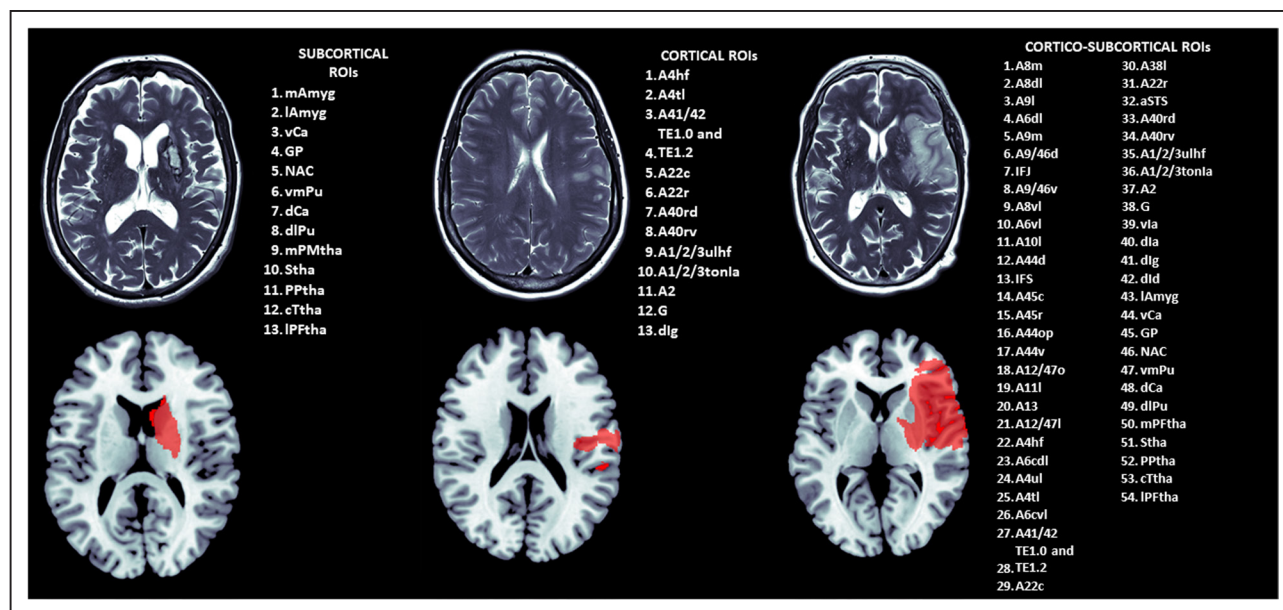 SUBCORTICAL
ROIs
1. mAmyg
2. lAmyg
3. vCa
4. GP
5. NAC
6. vmPu
7. dCa
8. dlPu
9. mPMtha
10. Stha
11. PPtha
12. cTtha
13. lPFtha
CORTICAL ROIs
1. A4hf
2. A4tl
3. A41/42
TE1.0 and
4. TE1.2
5. A22c
6. A22r
7. A40rd
8. A40rv
9. A1/2/3ulhf
10. A1/2/3tonIa
11. A2
12. G
13. dIg
CORTICO-SUBCORTICAL ROIs
1. A8m
2. A8dl
3. A9l
4. A6dl
5. A9m
6. A9/46d
7. IFJ
8. A9/46v
9. A8vl
10. A6vl
11. A10l
12. A44d
13. IFS
14. A45c
15. A45r
16. A44op
17. A44v
18. A12/47o
19. A11l
20. A13
21. A12/47l
22. A4hf
23. A6cdl
24. A4ul
25. A4tl
26. A6cvl
27. A41/42
TE1.0 and
28. TE1.2
29. A22c
30. A38l
31. A22r
32. aSTS
33. A40rd
34. A40rv
35. A1/2/3ulhf
36. A1/2/3tonIa
37. A2
38. G
39. vIa
40. dIa
41. dIg
42. dId
43. lAmyg
44. vCa
45. GP
46. NAC
47. vmPu
48. dCa
49. dlPu
50. mPFtha
51. Stha
52. PPtha
53. cTtha
54. lPFtha